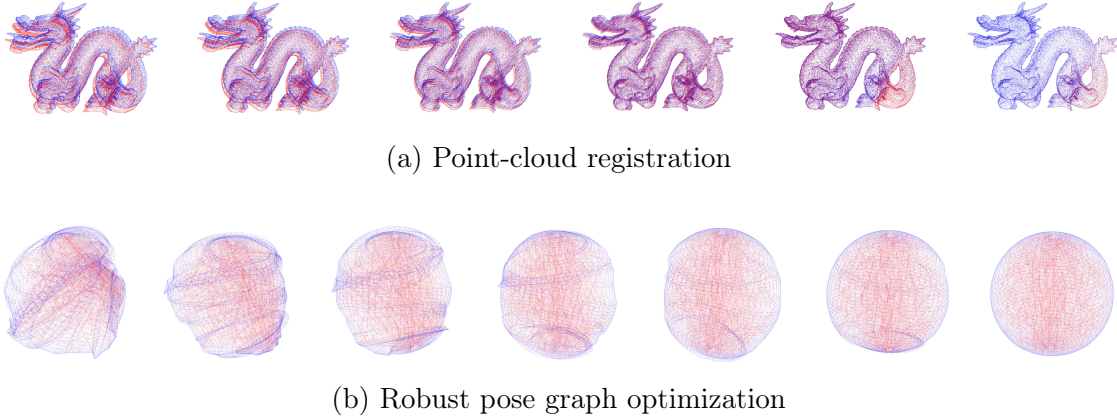 (a) Point-cloud registration
(b) Robust pose graph optimization